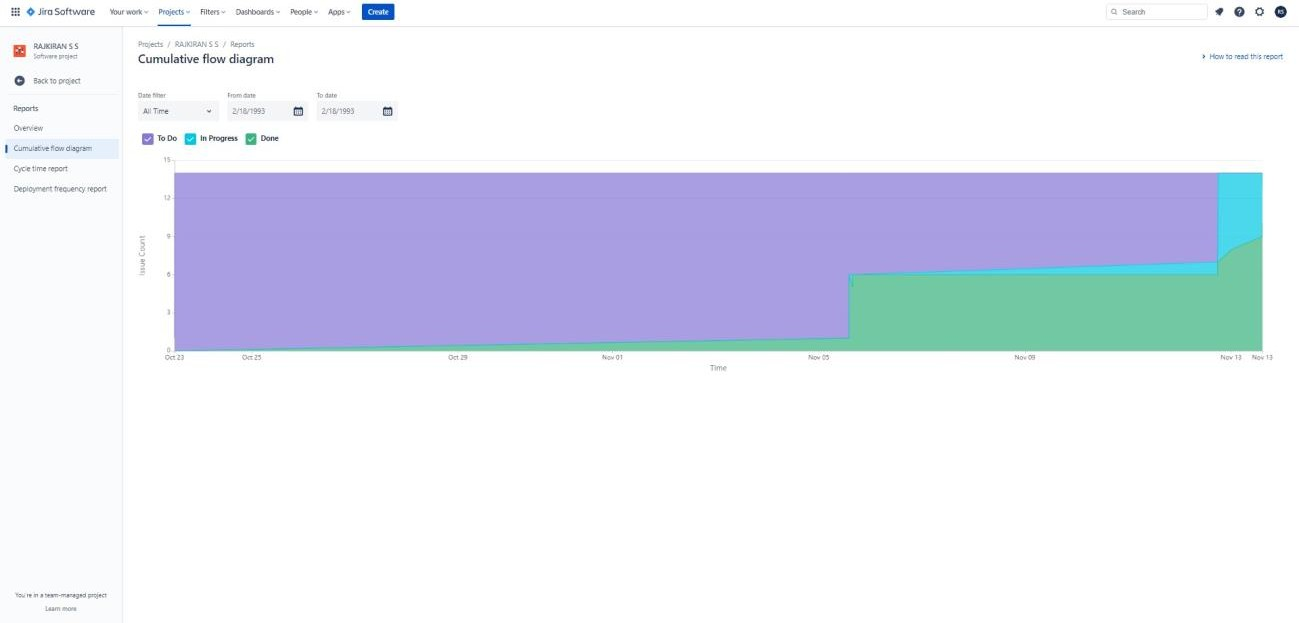 Jira Software Your work Projects Filters Dashboards People Apps Create Search RS
RAJKIRAN S S
Software project
Back to project
Reports
Overview
Cumulative flow diagram
Cycle time report
Deployment frequency report
You're in a team-managed project
Learn more
Projects / RAJKIRAN S S / Reports
Cumulative flow diagram
How to read this report
Date filter From date To date
All Time 2/18/1993 2/18/1993
To Do In Progress Done
15
12
9
6
3
0
Issue Count
Oct 23 Oct 25 Oct 29 Nov 01 Nov 05 Nov 09 Nov 13 Nov 13
Time